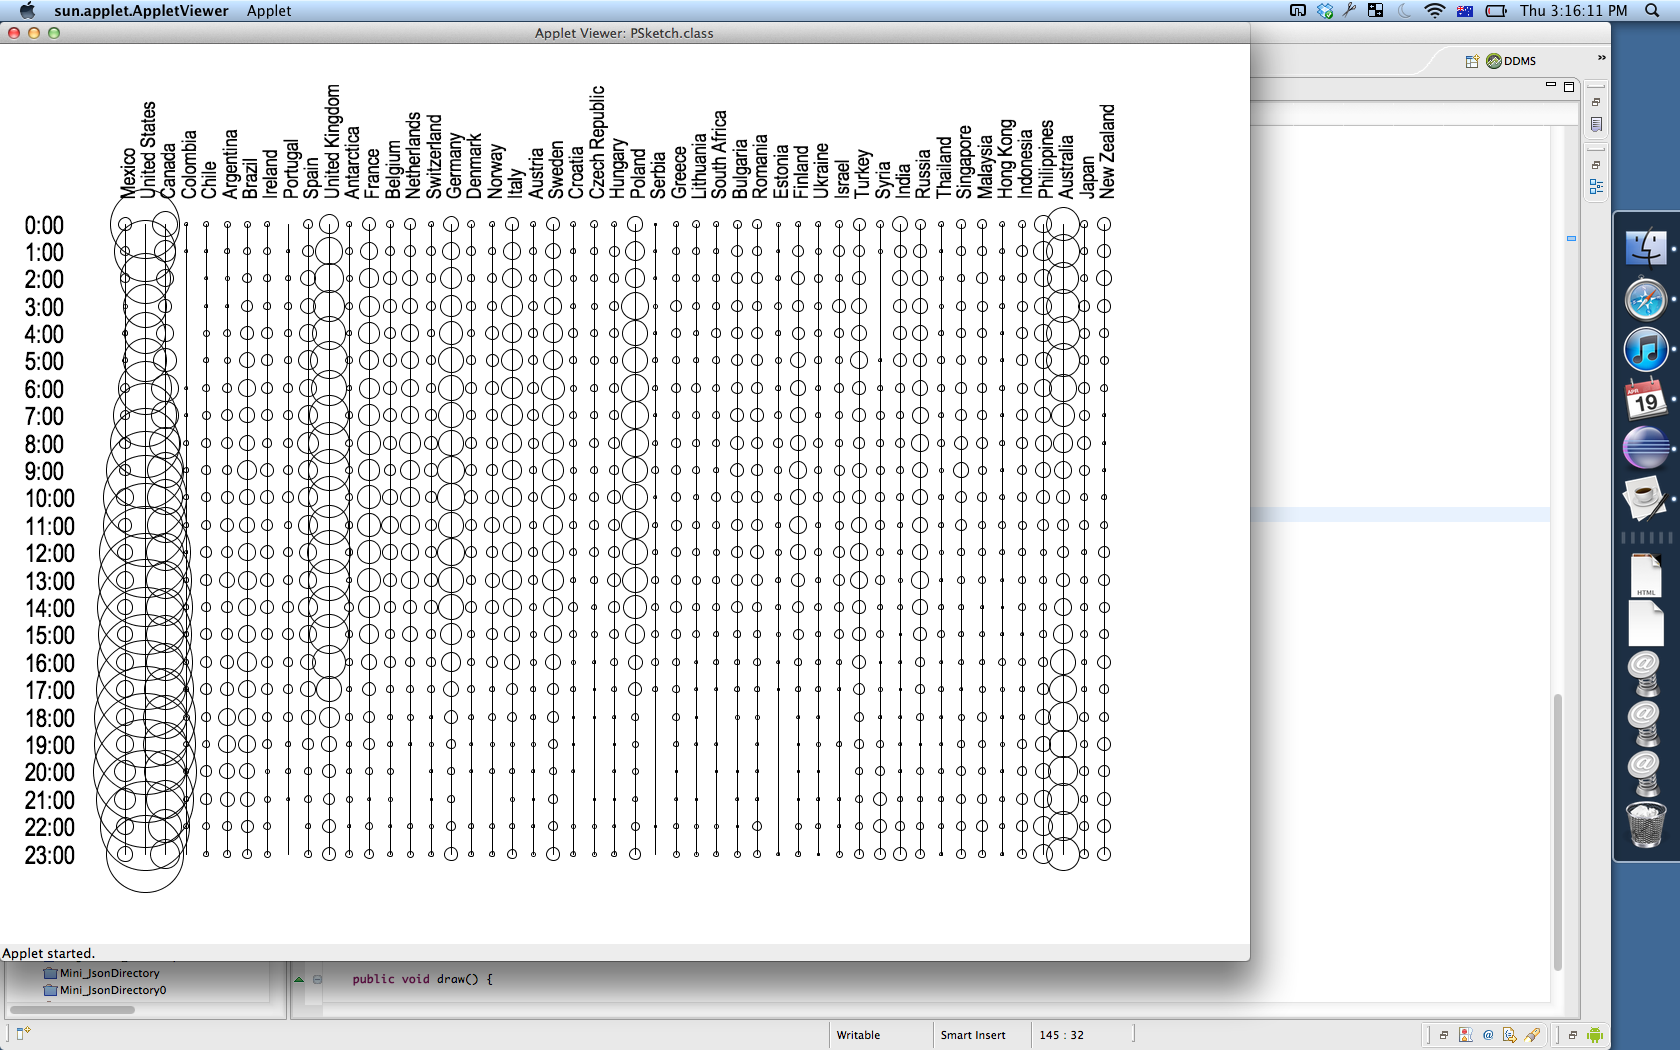 sun.applet.AppletViewer Applet
Thu 3:16:11 PM
Applet Viewer: PSketch.class
DDMS
»
Mexico
United States
Canada
Colombia
Chile
Argentina
Brazil
Ireland
Portugal
Spain
United Kingdom
Antarctica
France
Belgium
Netherlands
Switzerland
Germany
Denmark
Norway
Italy
Austria
Sweden
Croatia
Czech Republic
Hungary
Poland
Serbia
Greece
Lithuania
South Africa
Bulgaria
Romania
Estonia
Finland
Ukraine
Israel
Turkey
Syria
India
Russia
Thailand
Singapore
Malaysia
Hong Kong
Indonesia
Philippines
Australia
Japan
New Zealand
0:00
1:00
2:00
3:00
4:00
5:00
6:00
7:00
8:00
9:00
10:00
11:00
12:00
13:00
14:00
15:00
16:00
17:00
18:00
19:00
20:00
21:00
22:00
23:00
APR
19
HTML
Applet started.
Mini_JsonDirectory
Mini_JsonDirectory0
public void draw() {
Writable
Smart Insert
145 : 32